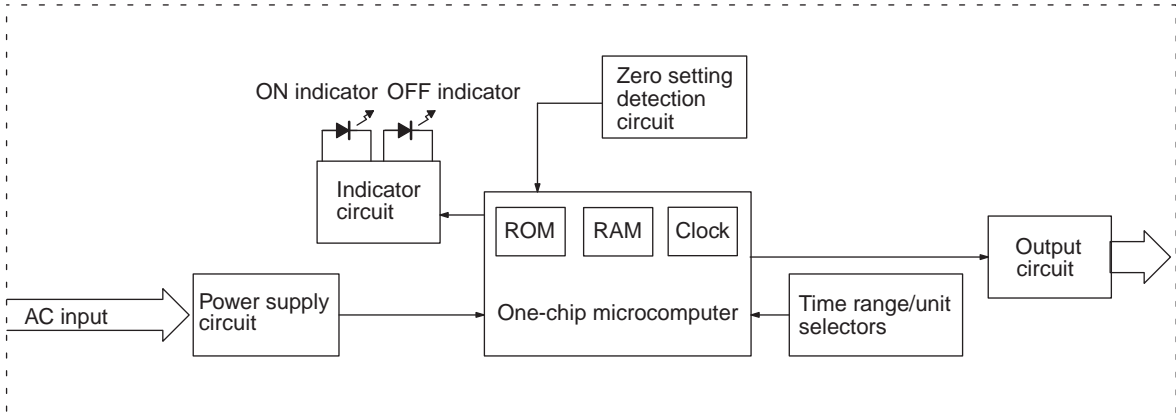 Zero setting
detection
circuit
ON indicator
OFF indicator
Indicator
circuit
ROM
RAM
Clock
Output
circuit
AC input
Power supply
circuit
One-chip microcomputer
Time range/unit
selectors